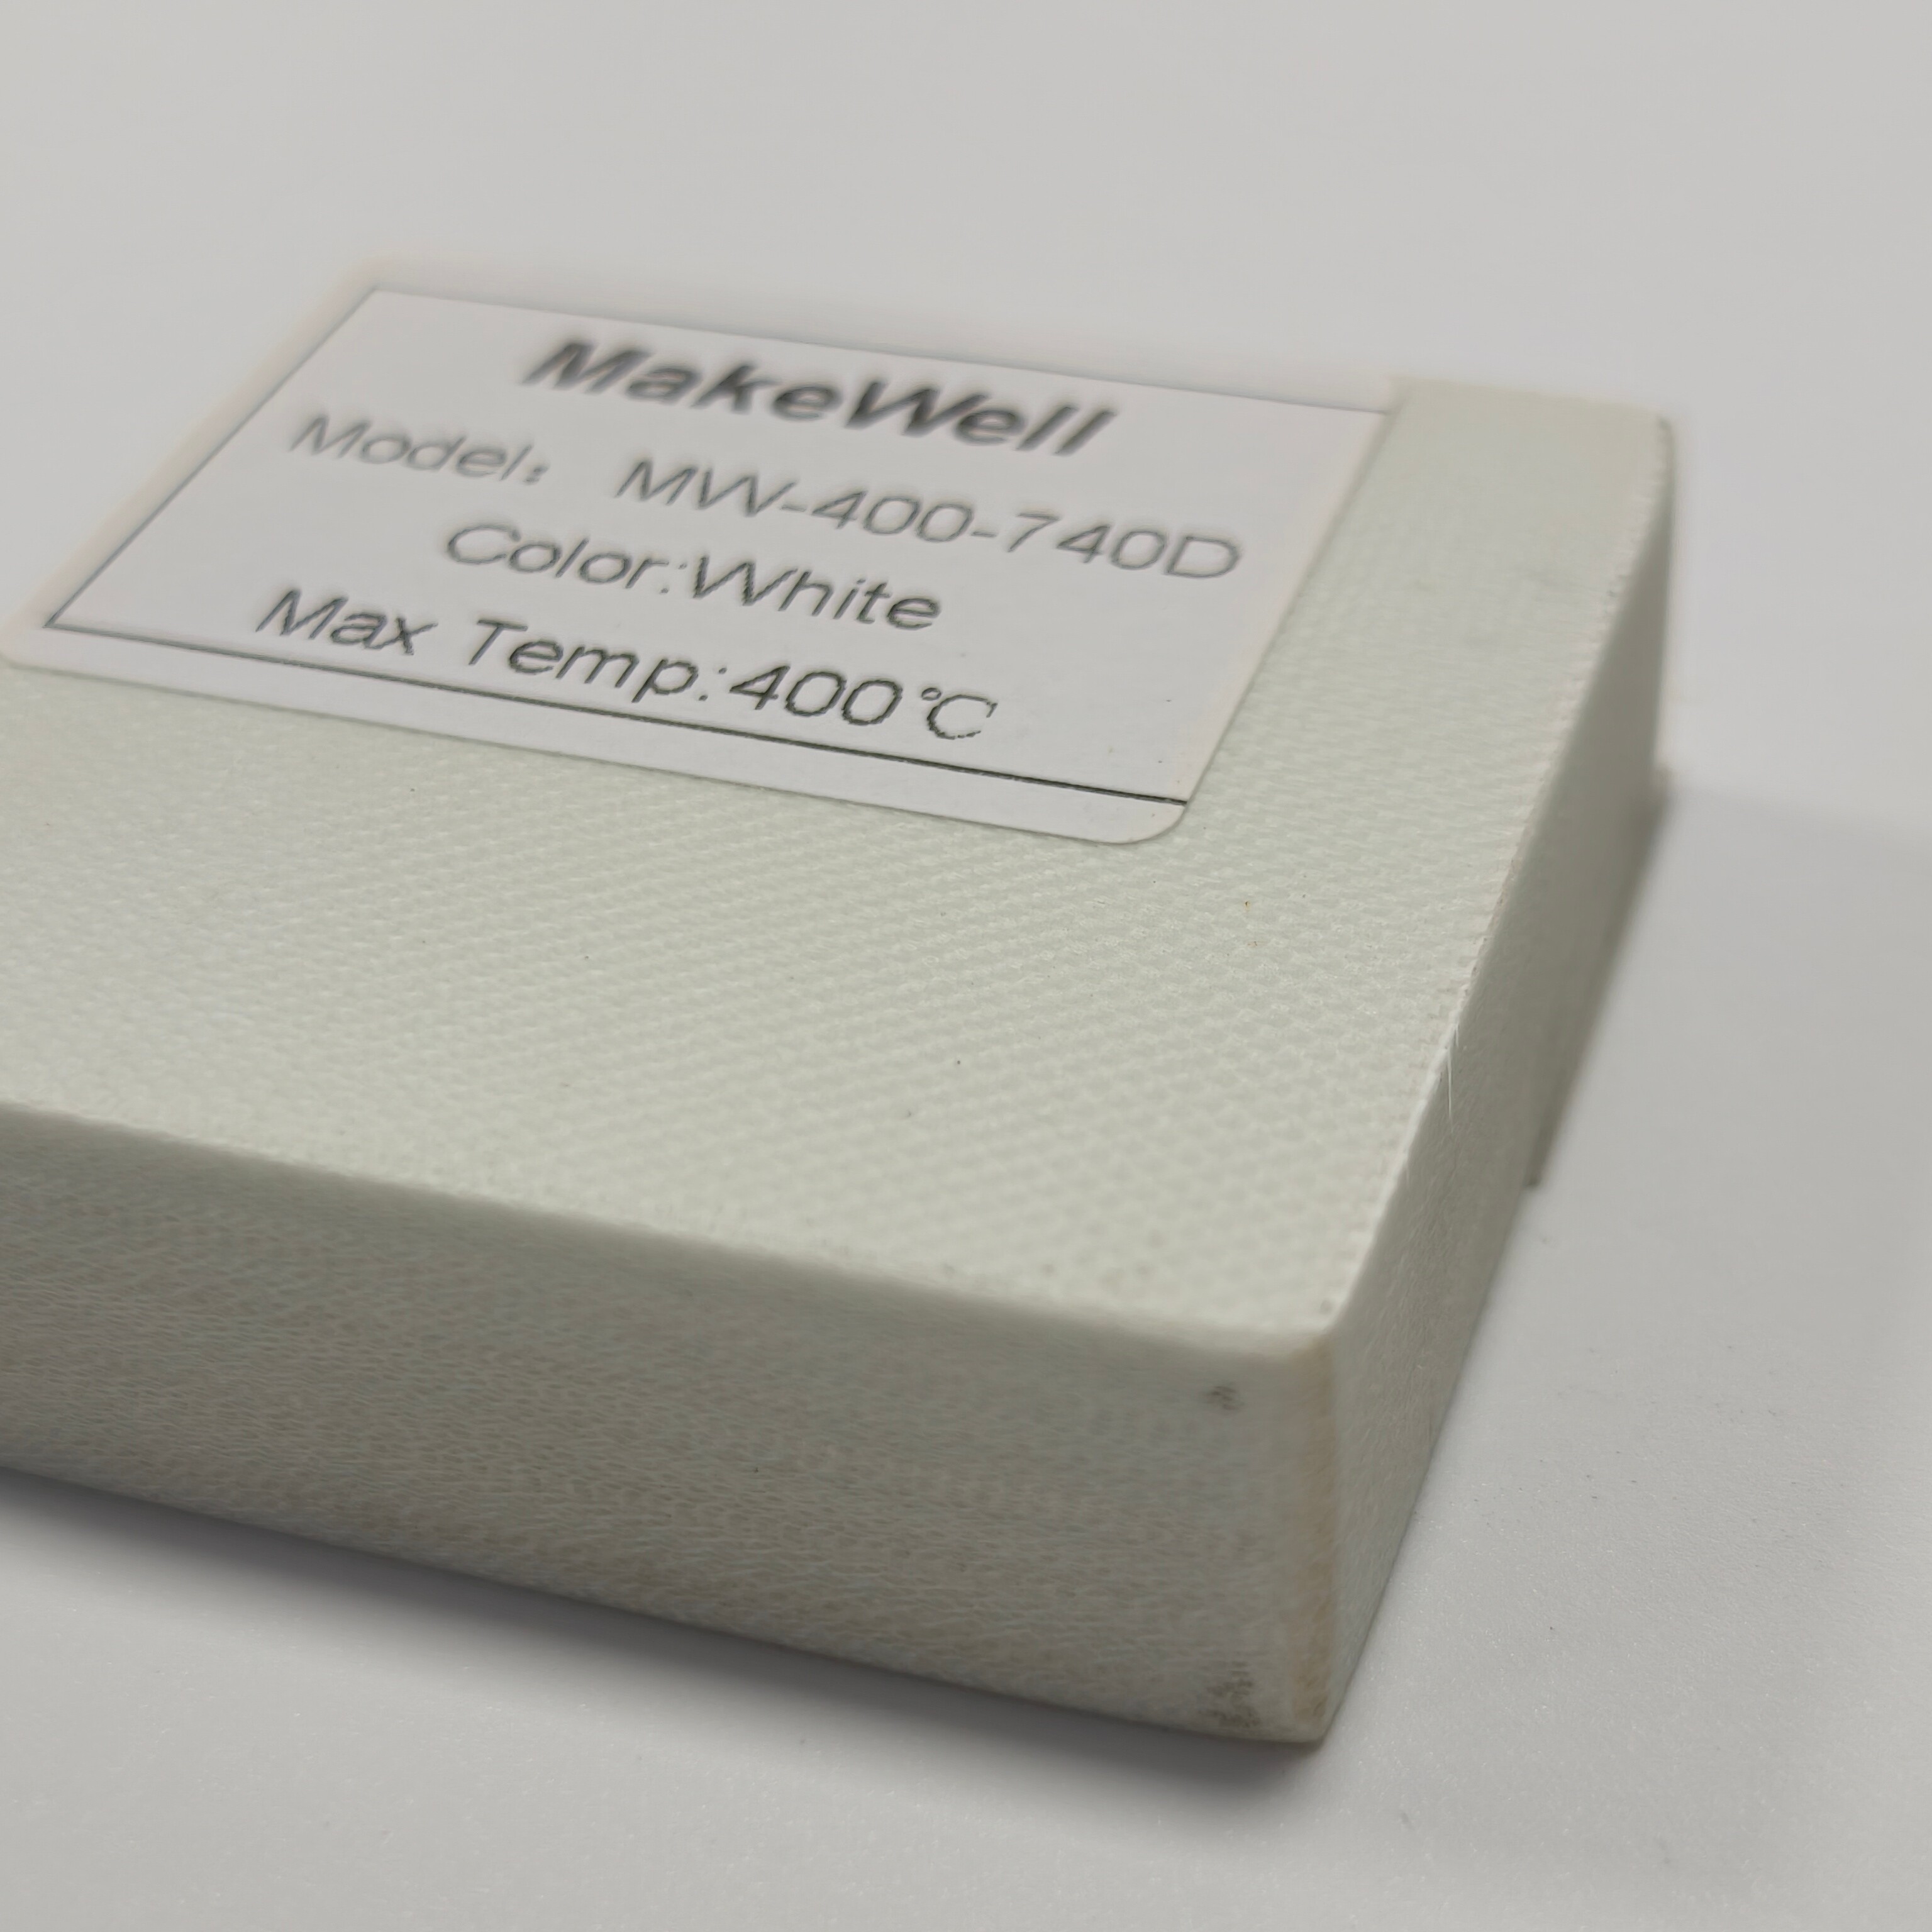 MakeWell
Model： MW-400-740D
Color:White
Max Temp:400℃